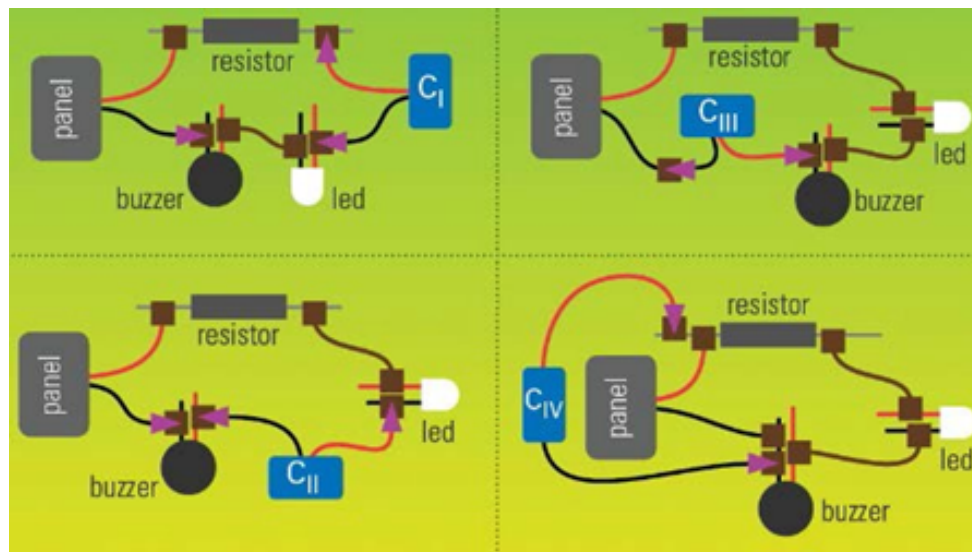 resistor
panel
C_I
buzzer
led
resistor
panel
C_III
buzzer
led
resistor
panel
C_II
buzzer
led
resistor
panel
C_IV
buzzer
led